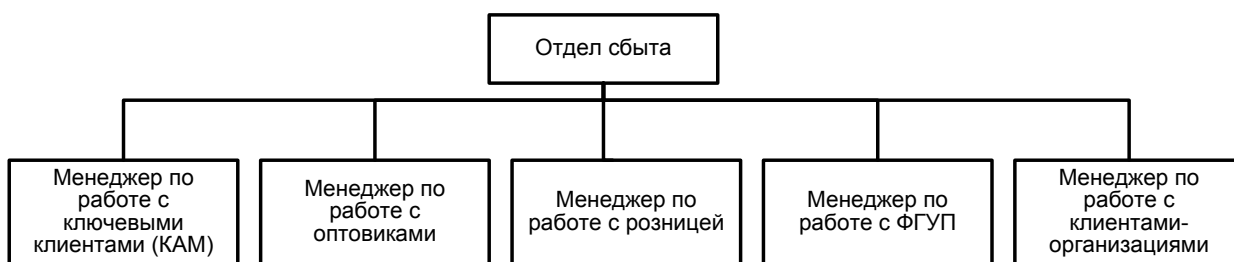 Отдел сбыта
Менеджер по
работе с
ключевыми
клиентами (КАМ)
Менеджер по
работе с
оптовиками
Менеджер по
работе с розницей
Менеджер по
работе с ФГУП
Менеджер по
работе с
клиентами-
организациями